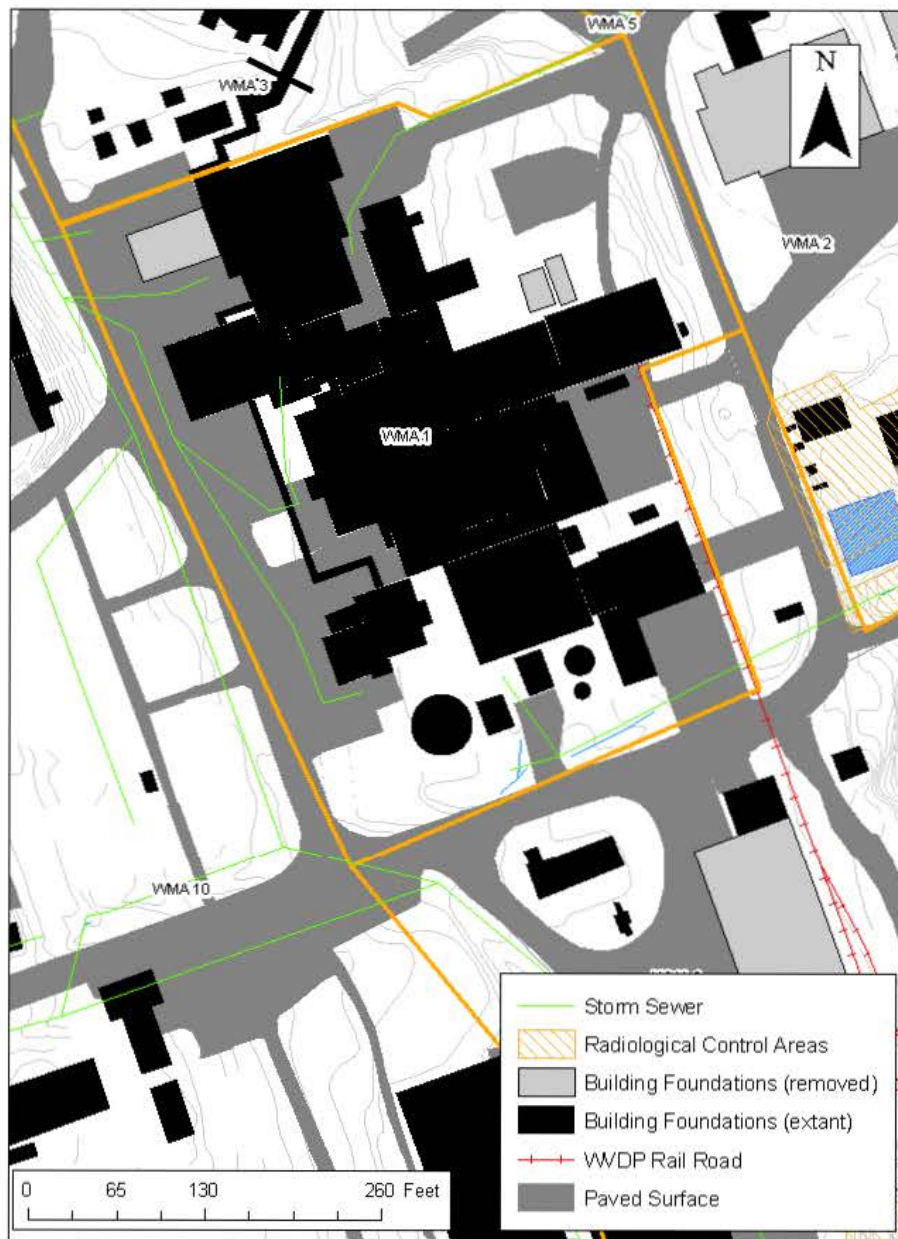 WMA 5
N
WMA 3
WMA 2
WMA 1
WMA 10
Storm Sewer
Radiological Control Areas
Building Foundations (removed)
Building Foundations (extant)
WVDP Rail Road
Paved Surface
0 65 130 260 Feet